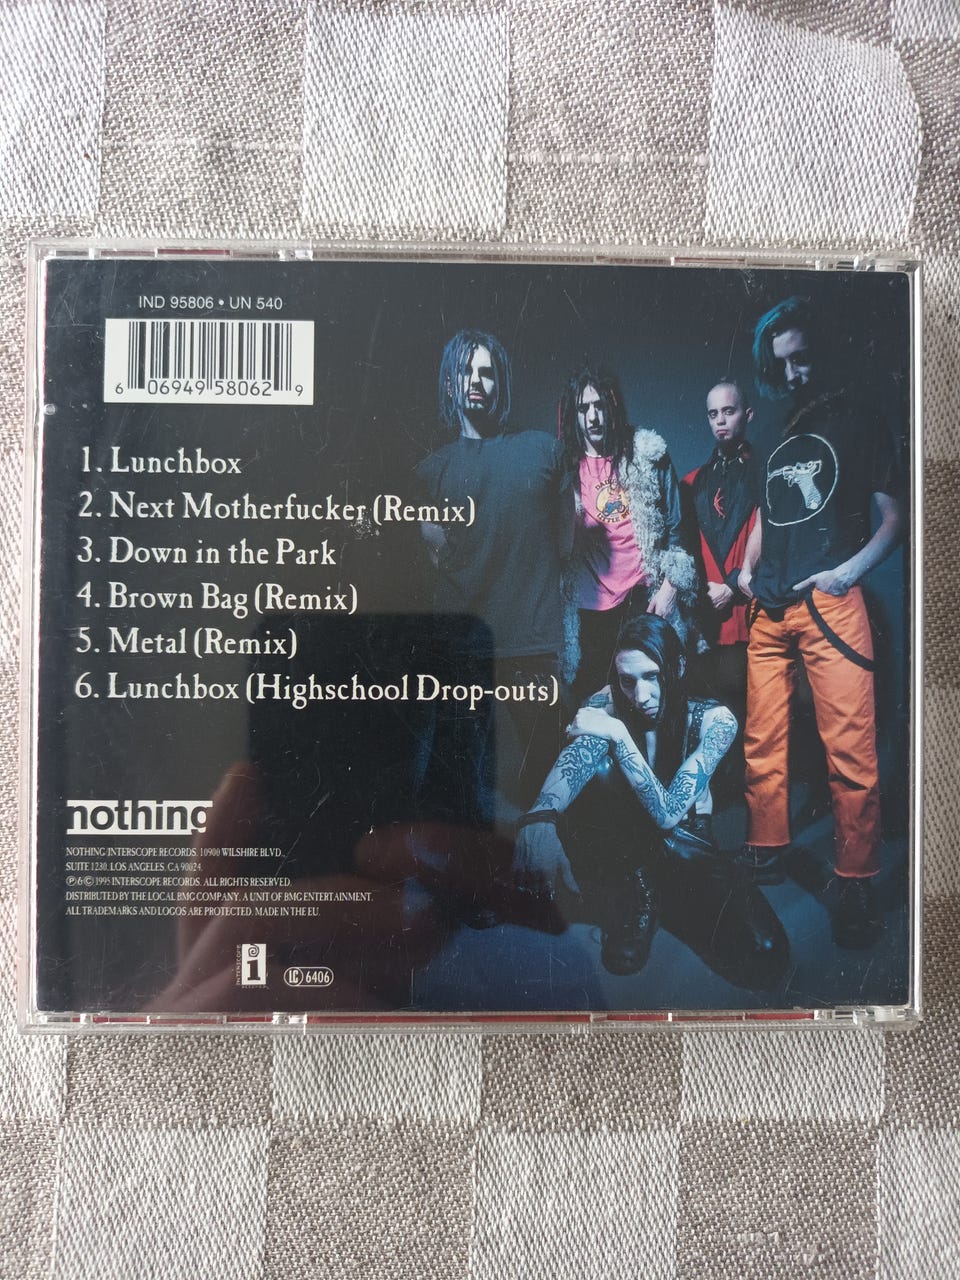 IND 95806 • UN 540
6 06949 58062 9
1. Lunchbox
2. Next Motherfucker (Remix)
3. Down in the Park
4. Brown Bag (Remix)
5. Metal (Remix)
6. Lunchbox (Highschool Drop-outs)
nothing
NOTHING/INTERSCOPE RECORDS. 10900 WILSHIRE BLVD.,
SUITE 1230, LOS ANGELES, CA 90024.
℗ & © 1995 INTERSCOPE RECORDS. ALL RIGHTS RESERVED.
DISTRIBUTED BY THE LOCAL BMG COMPANY, A UNIT OF BMG ENTERTAINMENT.
ALL TRADEMARKS AND LOGOS ARE PROTECTED. MADE IN THE EU.
INTERSCOPE
i
RECORDS
LC 6406